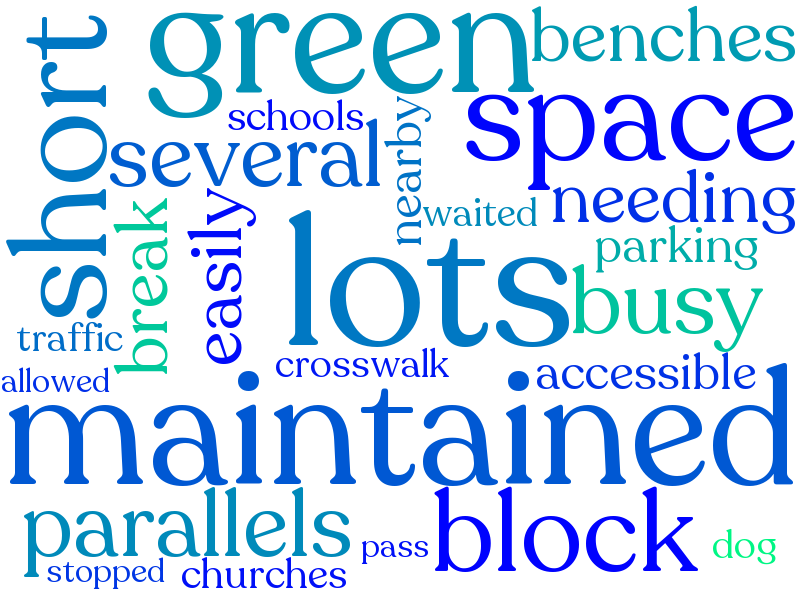 short
green
benches
space
schools
several
nearby
waited
needing
break
easily
lots
parking
busy
traffic
crosswalk
accessible
allowed
maintained
parallels
block
pass
dog
stopped
churches